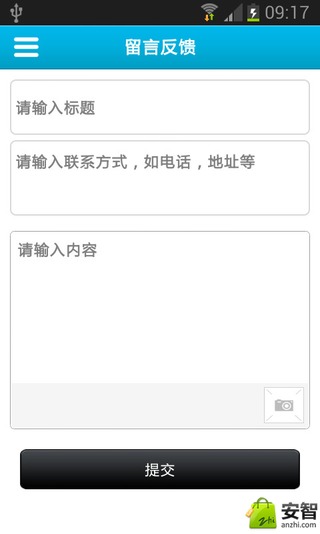 09:17
留言反馈
请输入标题
请输入联系方式，如电话，地址等
请输入内容
提交
zhi
安智
anzhi.com